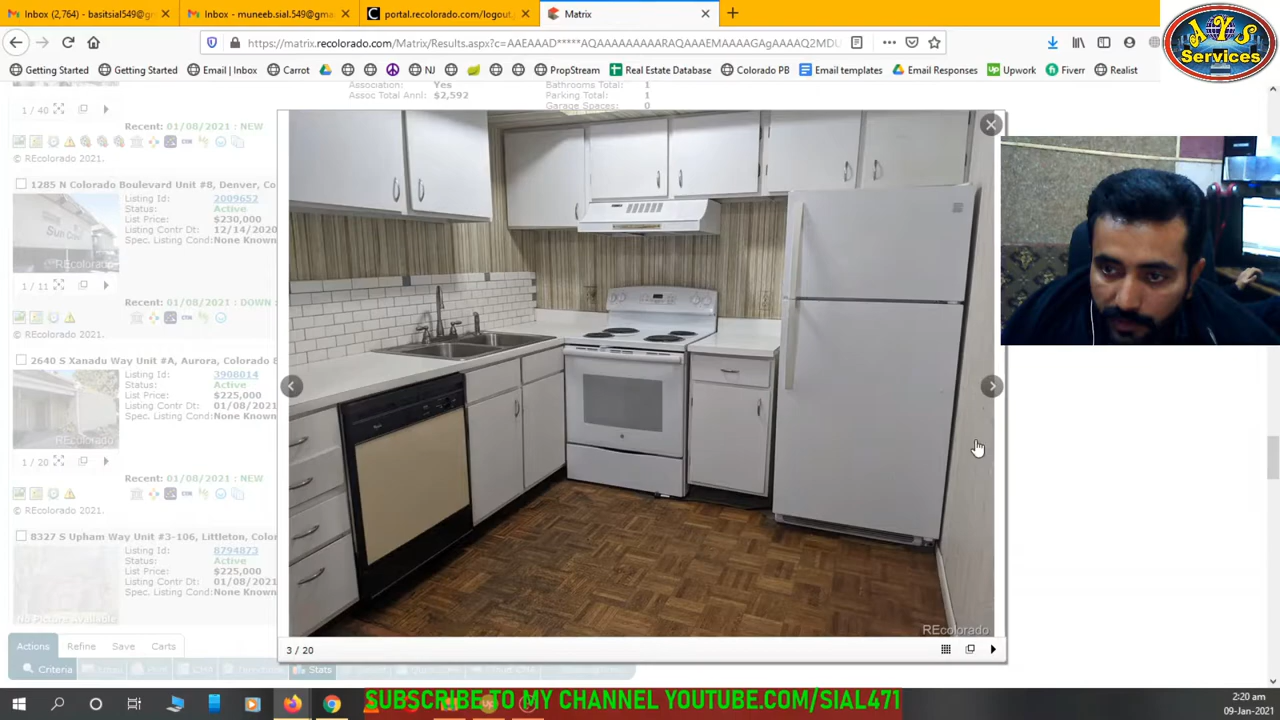 Inbox (2,764) - basitsial549@g
Inbox - muneeb.sial.549@gm
portal.recolorado.com/logout
Matrix
https://matrix.recolorado.com/Matrix/Results.aspx?c=AAEAAAD*****AQAAAAAAAAARAQAAAEMAAAAGAgAAAAQ2MDU
AYS
Services
Getting Started
Getting Started
Email | Inbox
Carrot
NJ
PropStream
Real Estate Database
Colorado PB
Email templates
Email Responses
Upwork
Fiverr
Realist
Association: Yes
Bathrooms Total: 1
Assoc Total Annl: $2,592
Parking Total: 1
Garage Spaces: 0
1 / 40
Recent: 01/08/2021 : NEW
© REcolorado 2021.
1285 N Colorado Boulevard Unit #8, Denver, Co
Listing Id: 2009652
Status: Active
List Price: $230,000
Listing Contr Dt: 12/14/2020
Spec. Listing Cond: None Known
REcolorado
1 / 11
Recent: 01/08/2021 : DOWN :
© REcolorado 2021.
2640 S Xanadu Way Unit #A, Aurora, Colorado 8
Listing Id: 3908014
Status: Active
List Price: $225,000
Listing Contr Dt: 01/08/2021
Spec. Listing Cond: None Known
REcolorado
1 / 20
Recent: 01/08/2021 : NEW
© REcolorado 2021.
8327 S Upham Way Unit #3-106, Littleton, Color
Listing Id: 8794873
Status: Active
List Price: $225,000
Listing Contr Dt: 01/08/2021
Spec. Listing Cond: None Known
No Picture Available
REcolorado
3 / 20
Actions
Refine
Save
Carts
Criteria
Stats
SUBSCRIBE TO MY CHANNEL YOUTUBE.COM/SIAL471
2:20 am
09-Jan-2021